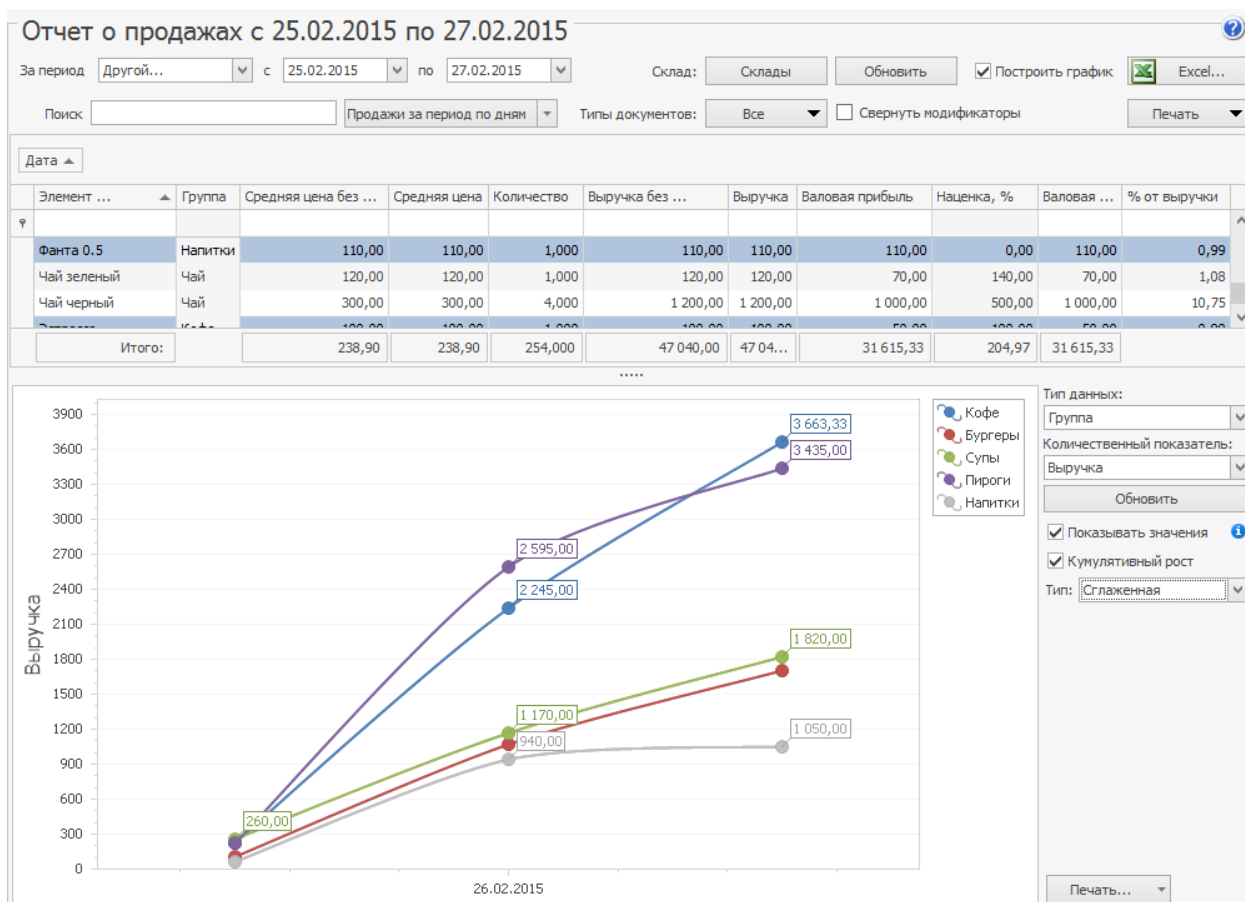 Отчет о продажах с 25.02.2015 по 27.02.2015
За период Другой... с 25.02.2015 по 27.02.2015 Склад: Склады Обновить Построить график Excel...
Поиск Продажи за период по дням Типы документов: Все Свернуть модификаторы Печать
Дата
Элемент ... Группа Средняя цена без ... Средняя цена Количество Выручка без ... Выручка Валовая прибыль Наценка, % Валовая ... % от выручки
Фанта 0.5 Напитки 110,00 110,00 1,000 110,00 110,00 110,00 0,00 110,00 0,99
Чай зеленый Чай 120,00 120,00 1,000 120,00 120,00 70,00 140,00 70,00 1,08
Чай черный Чай 300,00 300,00 4,000 1 200,00 1 200,00 1 000,00 500,00 1 000,00 10,75
Итого: 238,90 238,90 254,000 47 040,00 47 04... 31 615,33 204,97 31 615,33
Тип данных:
Группа
Количественный показатель:
Выручка
Обновить
Показывать значения
Кумулятивный рост
Тип: Сглаженная
Печать...
Кофе
Бургеры
Супы
Пироги
Напитки
Выручка
3900
3600
3300
3000
2700
2400
2100
1800
1500
1200
900
600
300
0
3 663,33
3 435,00
2 595,00
2 245,00
1 820,00
1 170,00
940,00
1 050,00
260,00
26.02.2015